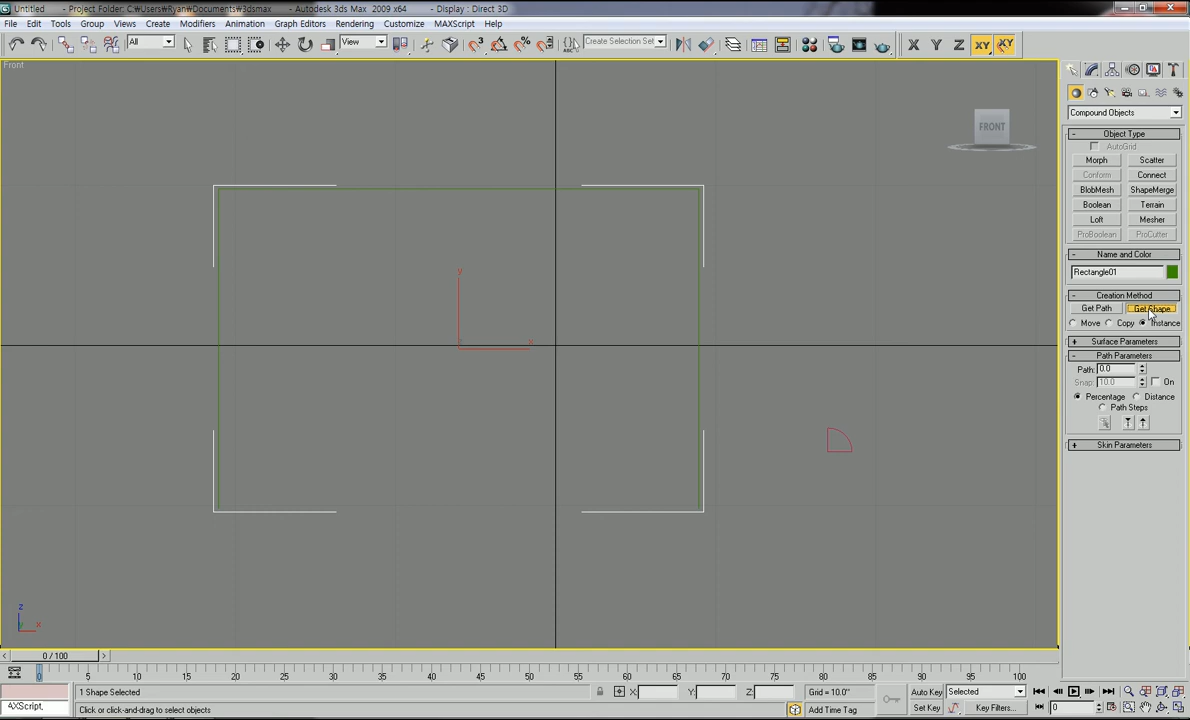 Untitled - Project Folder: C:₩Users₩Ryan₩Documents₩3dsmax - Autodesk 3ds Max 2009 x64 - Display : Direct 3D
File Edit Tools Group Views Create Modifiers Animation Graph Editors Rendering Customize MAXScript Help
All View Create Selection Set X Y Z XY XY
Front
FRONT
Compound Objects
Object Type
AutoGrid
Morph Scatter
Conform Connect
BlobMesh ShapeMerge
Boolean Terrain
Loft Mesher
ProBoolean ProCutter
Name and Color
Rectangle01
Creation Method
Get Path Get Shape
Move Copy Instance
Surface Parameters
Path Parameters
Path: 0.0
Snap: 10.0 On
Percentage Distance
Path Steps
Skin Parameters
y
x
z
x
0 / 100
0 5 10 15 20 25 30 35 40 45 50 55 60 65 70 75 80 85 90 95 100
1 Shape Selected X: Y: Z: Grid = 10.0" Auto Key Selected
4XScript. Click or click-and-drag to select objects Add Time Tag Set Key Key Filters... 0